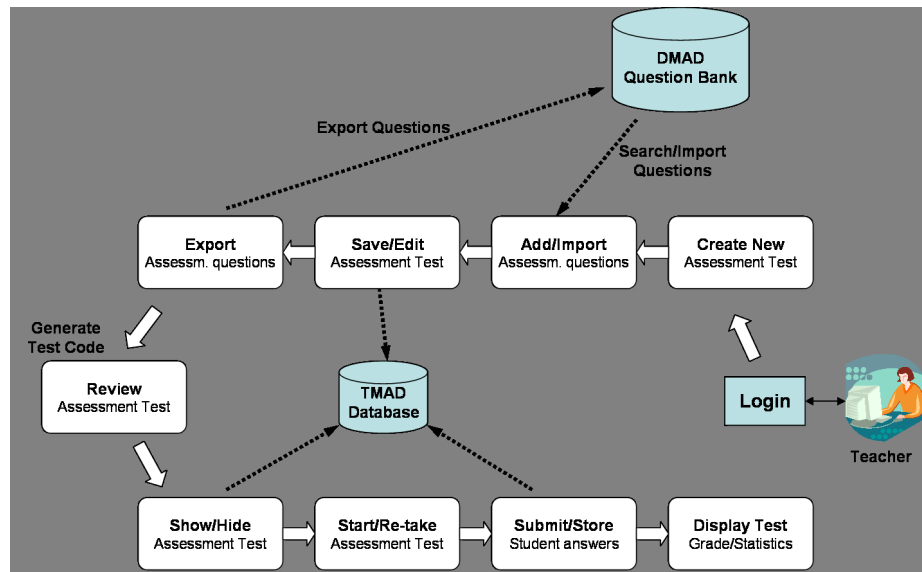 DMAD
Question Bank
Export Questions
Search/Import
Questions
Export
Assessm. questions
Save/Edit
Assessment Test
Add/Import
Assessm. questions
Create New
Assessment Test
Generate
Test Code
Review
Assessment Test
TMAD
Database
Login
Teacher
Show/Hide
Assessment Test
Start/Re-take
Assessment Test
Submit/Store
Student answers
Display Test
Grade/Statistics